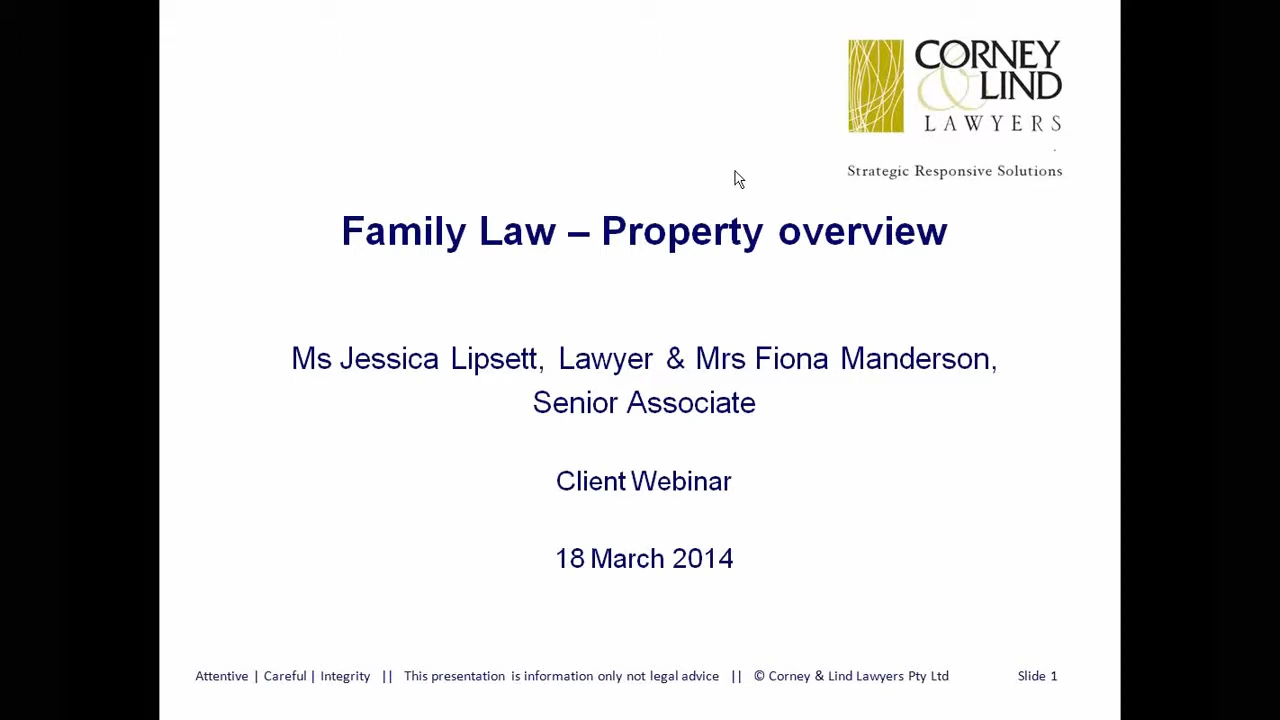 CORNEY
& LIND
LAWYERS
Strategic Responsive Solutions
Family Law – Property overview
Ms Jessica Lipsett, Lawyer & Mrs Fiona Manderson,
Senior Associate
Client Webinar
18 March 2014
Attentive | Careful | Integrity || This presentation is information only not legal advice || © Corney & Lind Lawyers Pty Ltd Slide 1